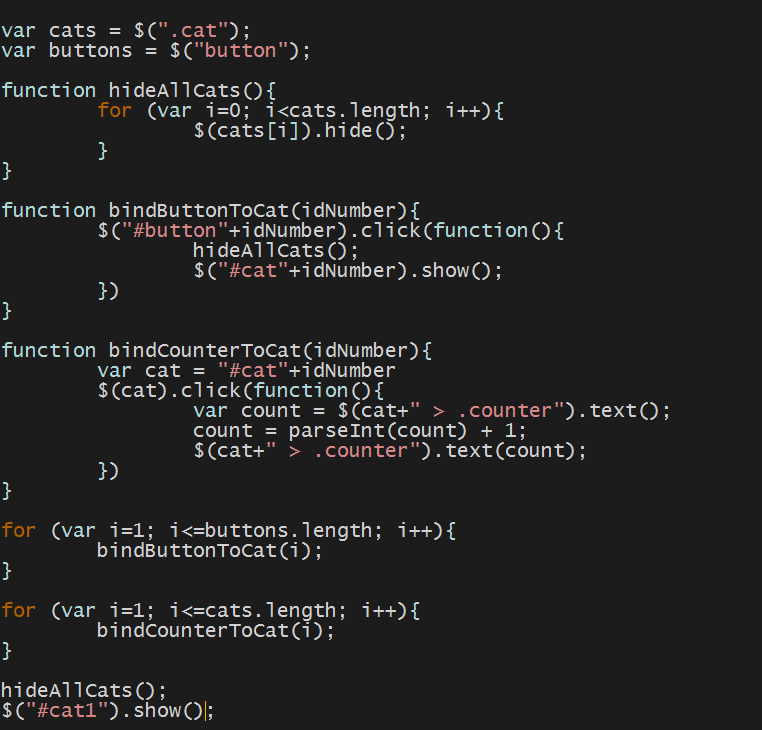 var cats = $(".cat");
var buttons = $("button");

function hideAllCats(){
        for (var i=0; i<cats.length; i++){
                $(cats[i]).hide();
        }
}

function bindButtonToCat(idNumber){
        $("#button"+idNumber).click(function(){
                hideAllCats();
                $("#cat"+idNumber).show();
        })
}

function bindCounterToCat(idNumber){
        var cat = "#cat"+idNumber
        $(cat).click(function(){
                var count = $(cat+" > .counter").text();
                count = parseInt(count) + 1;
                $(cat+" > .counter").text(count);
        })
}

for (var i=1; i<=buttons.length; i++){
        bindButtonToCat(i);
}

for (var i=1; i<=cats.length; i++){
        bindCounterToCat(i);
}

hideAllCats();
$("#cat1").show();